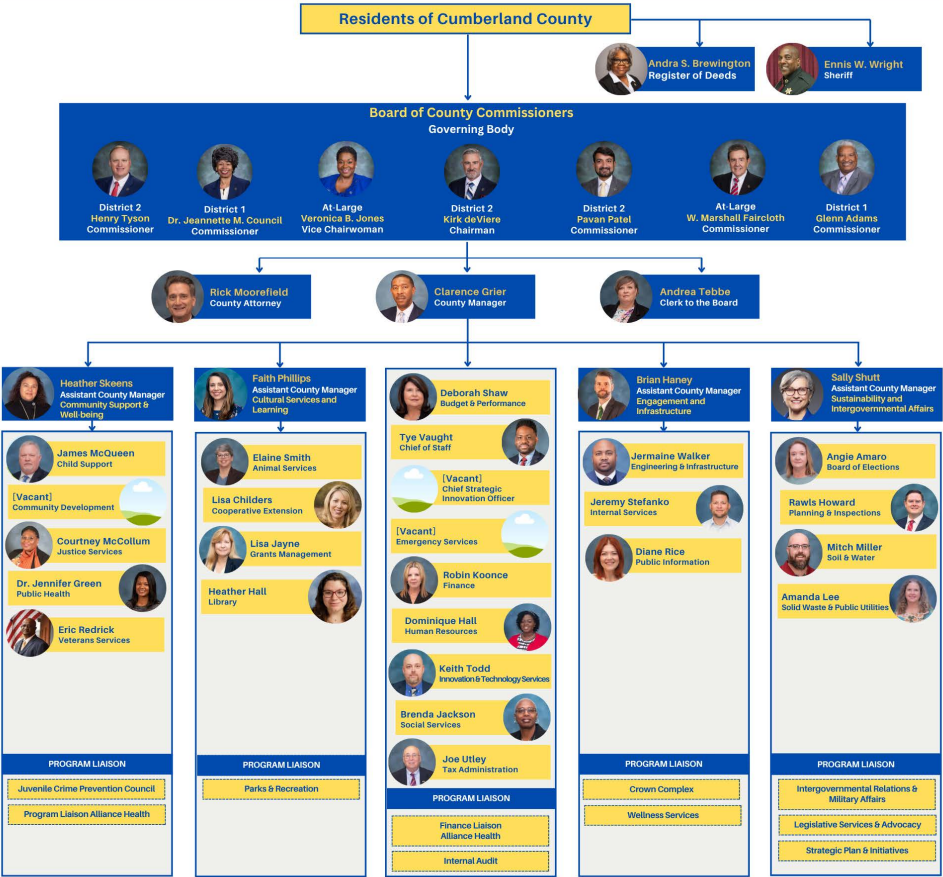 Residents of Cumberland County
Andra S. Brewington
Register of Deeds
Ennis W. Wright
Sheriff
Board of County Commissioners
Governing Body
District 2
Henry Tyson
Commissioner
District 1
Dr. Jeannette M. Council
Commissioner
At-Large
Veronica B. Jones
Vice Chairwoman
District 2
Kirk deViere
Chairman
District 2
Pavan Patel
Commissioner
At-Large
W. Marshall Faircloth
Commissioner
District 1
Glenn Adams
Commissioner
Rick Moorefield
County Attorney
Clarence Grier
County Manager
Andrea Tebbe
Clerk to the Board
Heather Skeens
Assistant County Manager
Community Support &
Well-being
James McQueen
Child Support
[Vacant]
Community Development
Courtney McCollum
Justice Services
Dr. Jennifer Green
Public Health
Eric Redrick
Veterans Services
PROGRAM LIAISON
Juvenile Crime Prevention Council
Program Liaison Alliance Health
Faith Phillips
Assistant County Manager
Cultural Services and
Learning
Elaine Smith
Animal Services
Lisa Childers
Cooperative Extension
Lisa Jayne
Grants Management
Heather Hall
Library
PROGRAM LIAISON
Parks & Recreation
Deborah Shaw
Budget & Performance
Tye Vaught
Chief of Staff
[Vacant]
Chief Strategic
Innovation Officer
[Vacant]
Emergency Services
Robin Koonce
Finance
Dominique Hall
Human Resources
Keith Todd
Innovation & Technology Services
Brenda Jackson
Social Services
Joe Utley
Tax Administration
PROGRAM LIAISON
Finance Liaison
Alliance Health
Internal Audit
Brian Haney
Assistant County Manager
Engagement and
Infrastructure
Jermaine Walker
Engineering & Infrastructure
Jeremy Stefanko
Internal Services
Diane Rice
Public Information
PROGRAM LIAISON
Crown Complex
Wellness Services
Sally Shutt
Assistant County Manager
Sustainability and
Intergovernmental Affairs
Angie Amaro
Board of Elections
Rawls Howard
Planning & Inspections
Mitch Miller
Soil & Water
Amanda Lee
Solid Waste & Public Utilities
PROGRAM LIAISON
Intergovernmental Relations &
Military Affairs
Legislative Services & Advocacy
Strategic Plan & Initiatives